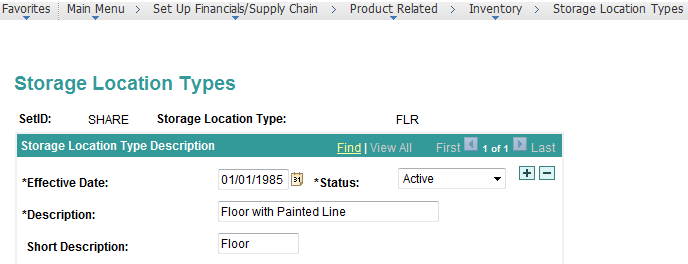 Favorites Main Menu > Set Up Financials/Supply Chain > Product Related > Inventory > Storage Location Types
Storage Location Types
SetID: SHARE Storage Location Type: FLR
Storage Location Type Description Find | View All First 1 of 1 Last
*Effective Date: 01/01/1985 31 *Status: Active
*Description: Floor with Painted Line
Short Description: Floor